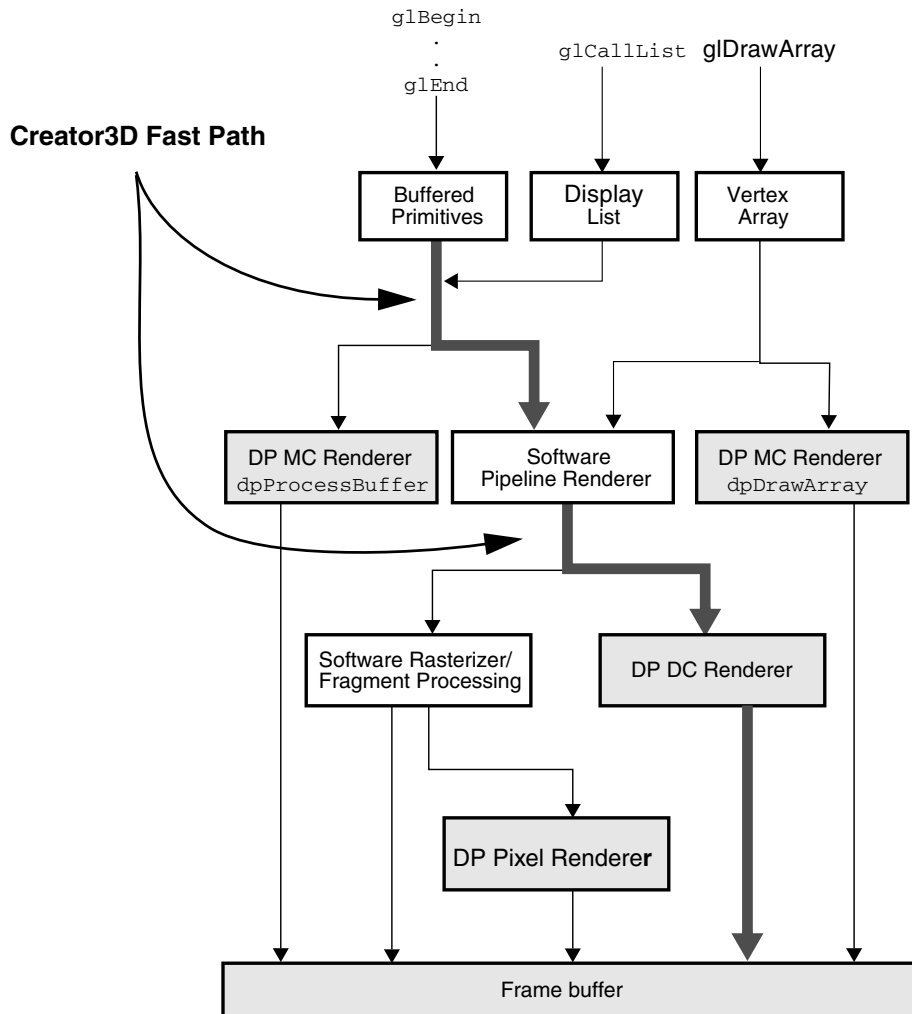 glBegin
.
.
glEnd
glCallList
glDrawArray
Creator3D Fast Path
Buffered
Primitives
Display
List
Vertex
Array
DP MC Renderer
dpProcessBuffer
Software
Pipeline Renderer
DP MC Renderer
dpDrawArray
Software Rasterizer/
Fragment Processing
DP DC Renderer
DP Pixel Renderer
Frame buffer